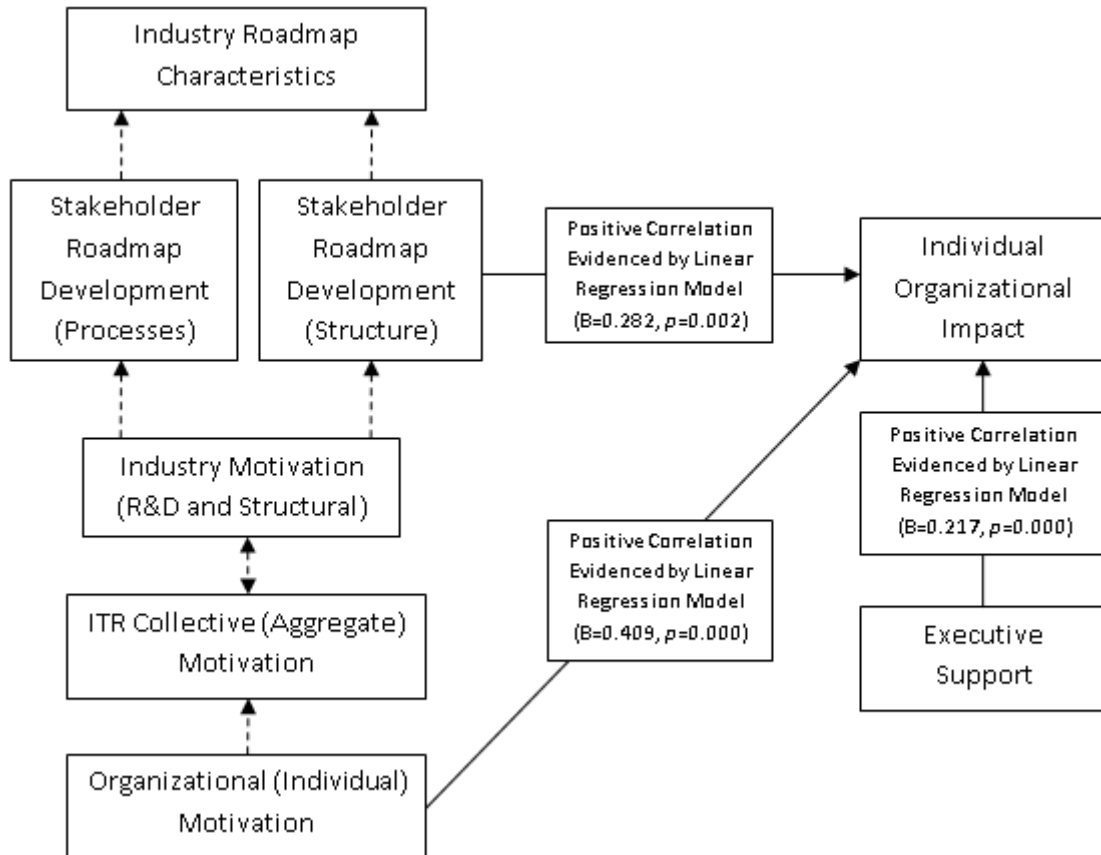 Industry Roadmap
Characteristics
Stakeholder
Roadmap
Development
(Processes)
Stakeholder
Roadmap
Development
(Structure)
Positive Correlation
Evidenced by Linear
Regression Model
(B=0.282, p=0.002)
Individual
Organizational
Impact
Industry Motivation
(R&D and Structural)
Positive Correlation
Evidenced by Linear
Regression Model
(B=0.217, p=0.000)
Positive Correlation
Evidenced by Linear
Regression Model
(B=0.409, p=0.000)
ITR Collective (Aggregate)
Motivation
Executive
Support
Organizational (Individual)
Motivation